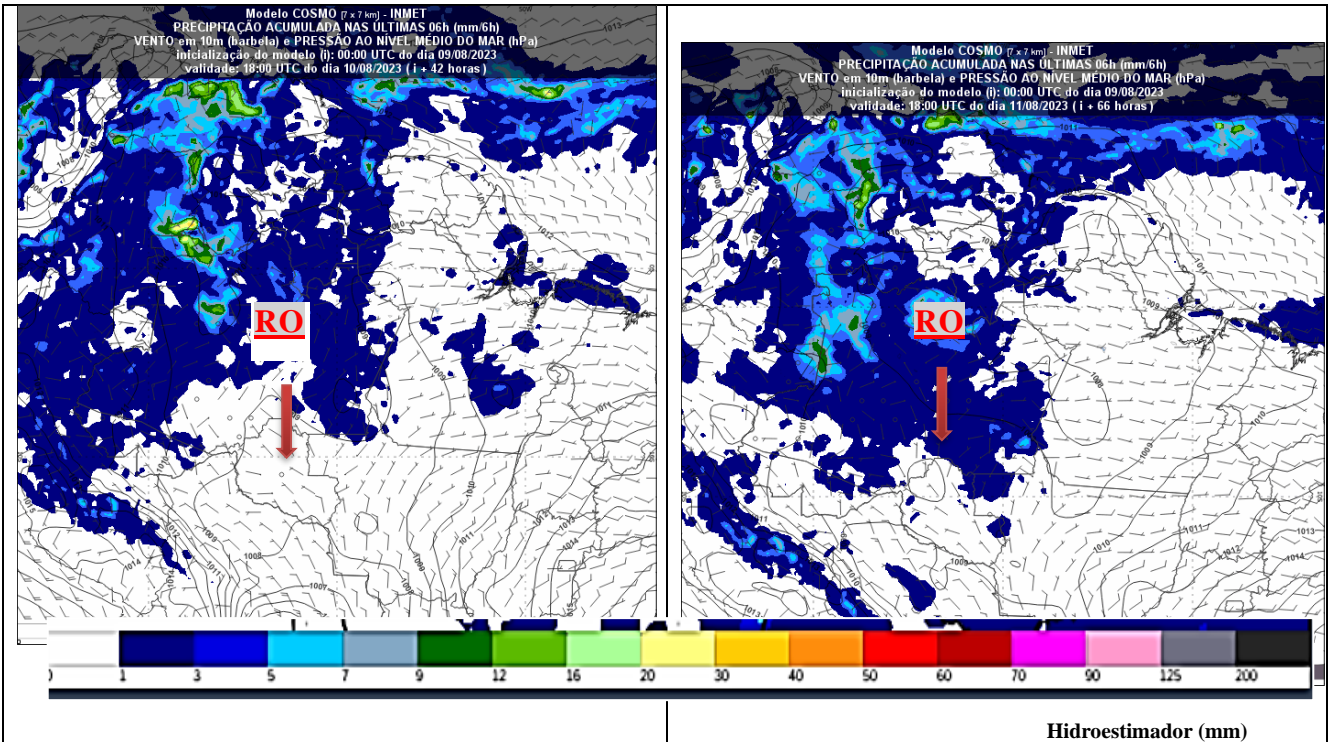 Modelo COSMO [7 x 7 km] - INMET
PRECIPITAÇÃO ACUMULADA NAS ÚLTIMAS 06h (mm/6h)
VENTO em 10m (barbela) e PRESSÃO AO NÍVEL MÉDIO DO MAR (hPa)
inicialização do modelo (i): 00:00 UTC do dia 09/08/2023
validade: 18:00 UTC do dia 10/08/2023 ( i + 42 horas )
RO
Modelo COSMO [7 x 7 km] - INMET
PRECIPITAÇÃO ACUMULADA NAS ÚLTIMAS 06h (mm/6h)
VENTO em 10m (barbela) e PRESSÃO AO NÍVEL MÉDIO DO MAR (hPa)
inicialização do modelo (i): 00:00 UTC do dia 09/08/2023
validade: 18:00 UTC do dia 11/08/2023 ( i + 66 horas )
RO
1 3 5 7 9 12 16 20 30 40 50 60 70 90 125 200
Hidroestimador (mm)